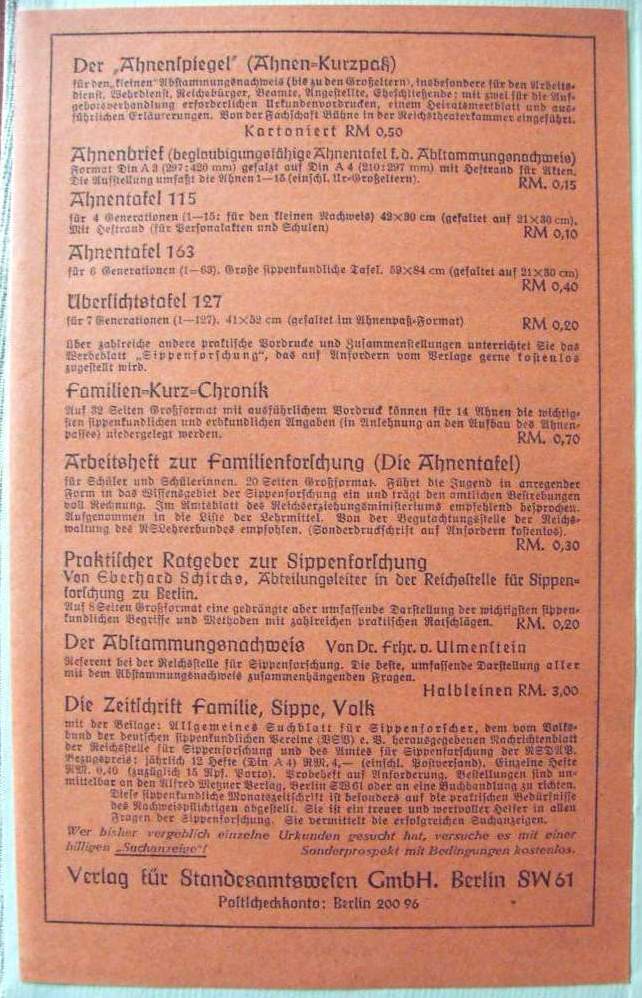 Der „Ahnenspiegel" (Ahnen=Kurzpaß)
für den „kleinen" Abstammungsnachweis (bis zu den Großeltern), insbesondere für den Arbeits=
dienst, Wehrdienst, Reichsbürger, Beamte, Angestellte, Eheschließende: mit zwei für die Auf=
gebotsverhandlung erforderlichen Urkundenvordrucken, einem Heiratsmerkblatt und aus=
führlichen Erläuterungen. Von der Fachschaft Bühne in der Reichstheaterkammer eingeführt.
Kartoniert RM 0,50
Ahnenbrief (beglaubigungsfähige Ahnentafel f. d. Abstammungsnachweis)
Format Din A 3 (297:420 mm) gefalzt auf Din A 4 (210:297 mm) mit Heftrand für Akten.
Die Aufstellung umfaßt die Ahnen 1—15 (einschl. Ur=Großeltern). RM. 0,15
Ahnentafel 115
für 4 Generationen (1—15: für den kleinen Nachweis) 42×30 cm (gefaltet auf 21×30 cm).
Mit Heftrand (für Personalakten und Schulen) RM 0,10
Ahnentafel 163
für 6 Generationen (1—63). Große sippenkundliche Tafel. 59×84 cm (gefaltet auf 21×30 cm)
RM 0,40
Übersichtstafel 127
für 7 Generationen (1—127). 41×52 cm (gefaltet im Ahnenpaß=Format) RM 0,20
Über zahlreiche andere praktische Vordrucke und Zusammenstellungen unterrichtet Sie das
Werbeblatt „Sippenforschung", das auf Anfordern vom Verlage gerne kostenlos
zugestellt wird.
Familien=Kurz=Chronik
Auf 32 Seiten Großformat mit ausführlichem Vordruck können für 14 Ahnen die wichtig=
sten sippenkundlichen und erbkundlichen Angaben (in Anlehnung an den Aufbau des Ahnen=
passes) niedergelegt werden. RM. 0,70
Arbeitsheft zur Familienforschung (Die Ahnentafel)
für Schüler und Schülerinnen. 20 Seiten Großformat. Führt die Jugend in anregender
Form in das Wissensgebiet der Sippenforschung ein und trägt den amtlichen Bestrebungen
voll Rechnung. Im Amtsblatt des Reichserziehungsministeriums empfehlend besprochen.
Aufgenommen in die Liste der Lehrmittel. Von der Begutachtungsstelle der Reichs=
waltung des NSLehrerbundes empfohlen. (Sonderdruckschrift auf Anfordern kostenlos).
RM. 0,30
Praktischer Ratgeber zur Sippenforschung
Von Eberhard Schircks, Abteilungsleiter in der Reichsstelle für Sippen=
forschung zu Berlin.
Auf 8 Seiten Großformat eine gedrängte aber umfassende Darstellung der wichtigsten sippen=
kundlichen Begriffe und Methoden mit zahlreichen praktischen Ratschlägen. RM. 0,20
Der Abstammungsnachweis Von Dr. Frhr. v. Ulmenstein
Referent bei der Reichsstelle für Sippenforschung. Die beste, umfassende Darstellung aller
mit dem Abstammungsnachweis zusammenhängenden Fragen.
Halbleinen RM. 3,00
Die Zeitschrift Familie, Sippe, Volk
mit der Beilage: Allgemeines Suchblatt für Sippenforscher, dem vom Volks=
bund der deutschen sippenkundlichen Vereine (VSV) e. V. herausgegebenen Nachrichtenblatt
der Reichsstelle für Sippenforschung und des Amtes für Sippenforschung der NSDAP.
Bezugspreis: jährlich 12 Hefte (Din A 4) RM. 4,— (einschl. Postversand). Einzelne Hefte
RM. 0,40 (zuzüglich 15 Rpf. Porto). Probeheft auf Anforderung. Bestellungen sind un=
mittelbar an den Alfred Metzner Verlag, Berlin SW 61 oder an eine Buchhandlung zu richten.
Diese sippenkundliche Monatszeitschrift ist besonders auf die praktischen Bedürfnisse
des Nachweispflichtigen abgestellt. Sie ist ein treuer und wertvoller Helfer in allen
Fragen der Sippenforschung. Sie vermittelt die erfolgreichen Suchanzeigen.
Wer bisher vergeblich einzelne Urkunden gesucht hat, versuche es mit einer
billigen „Suchanzeige"! Sonderprospekt mit Bedingungen kostenlos.
Verlag für Standesamtswesen GmbH. Berlin SW 61
Postscheckkonto: Berlin 200 96